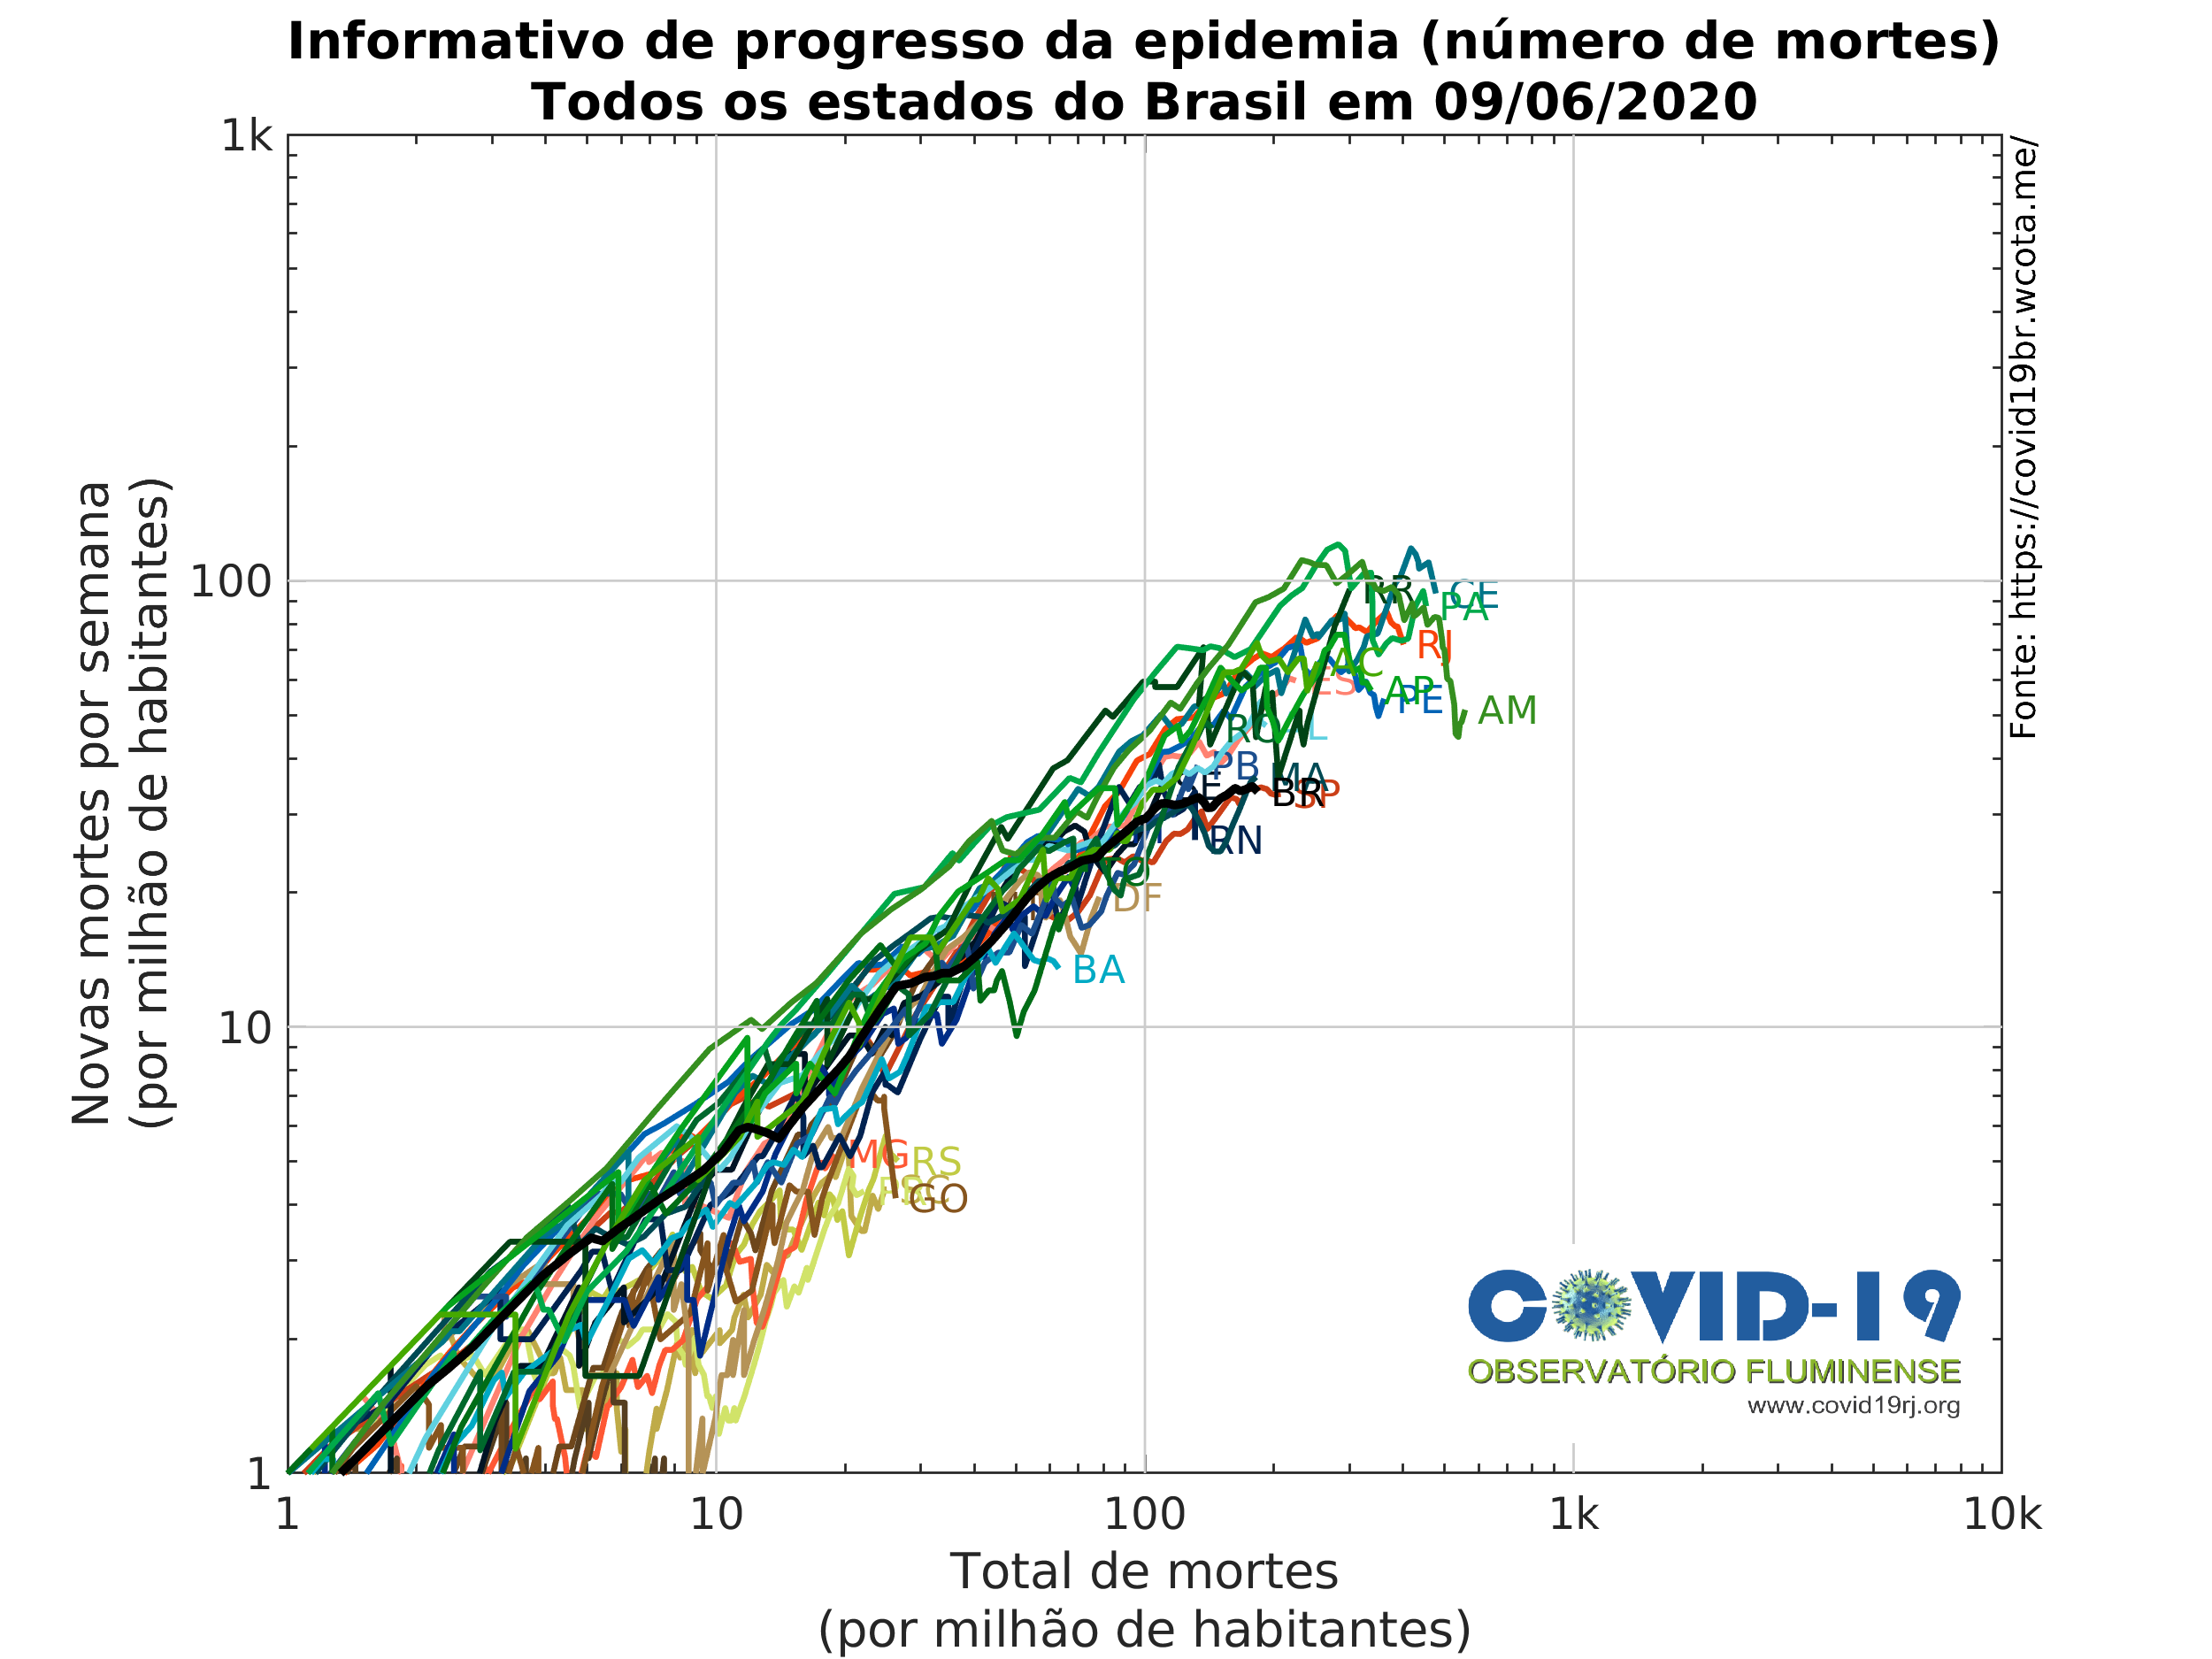 Informativo de progresso da epidemia (número de mortes)
Todos os estados do Brasil em 09/06/2020
1k
100
10
1
Novas mortes por semana
(por milhão de habitantes)
Fonte: https://covid19br.wcota.me/
RR
CE
PA
RJ
AC
ES
AP
PE
AM
PB
MA
BR
SP
RN
DF
BA
MG
RS
GO
COVID-19
OBSERVATÓRIO FLUMINENSE
www.covid19rj.org
1
10
100
1k
10k
Total de mortes
(por milhão de habitantes)